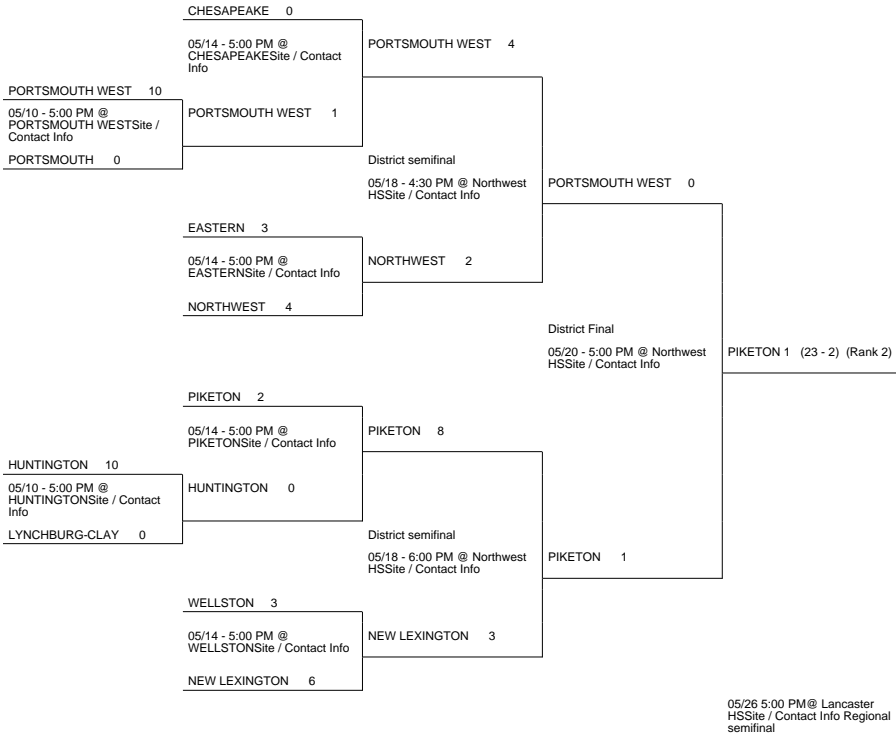 CHESAPEAKE 0
05/14 - 5:00 PM @
CHESAPEAKESite / Contact
Info
PORTSMOUTH WEST 4
PORTSMOUTH WEST 10
05/10 - 5:00 PM @
PORTSMOUTH WESTSite /
Contact Info
PORTSMOUTH 0
PORTSMOUTH WEST 1
District semifinal
05/18 - 4:30 PM @ Northwest
HSSite / Contact Info
PORTSMOUTH WEST 0
EASTERN 3
05/14 - 5:00 PM @
EASTERNSite / Contact Info
NORTHWEST 4
NORTHWEST 2
District Final
05/20 - 5:00 PM @ Northwest
HSSite / Contact Info
PIKETON 1 (23 - 2) (Rank 2)
PIKETON 2
05/14 - 5:00 PM @
PIKETONSite / Contact Info
PIKETON 8
HUNTINGTON 10
05/10 - 5:00 PM @
HUNTINGTONSite / Contact
Info
LYNCHBURG-CLAY 0
HUNTINGTON 0
District semifinal
05/18 - 6:00 PM @ Northwest
HSSite / Contact Info
PIKETON 1
WELLSTON 3
05/14 - 5:00 PM @
WELLSTONSite / Contact Info
NEW LEXINGTON 6
NEW LEXINGTON 3
05/26 5:00 PM@ Lancaster
HSSite / Contact Info Regional
semifinal